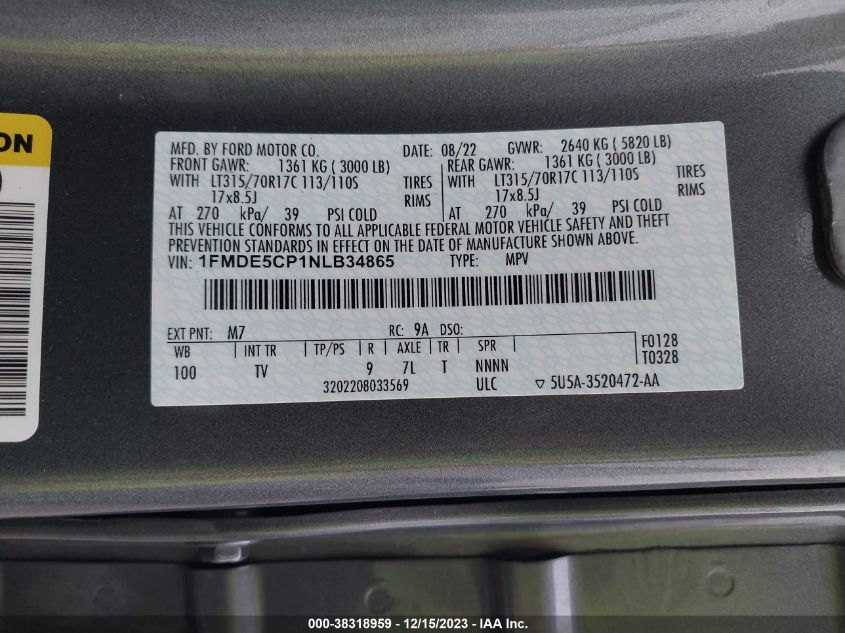 ON
MFD. BY FORD MOTOR CO. DATE: 08/22 GVWR: 2640 KG ( 5820 LB)
FRONT GAWR: 1361 KG ( 3000 LB) REAR GAWR: 1361 KG ( 3000 LB)
WITH LT315/70R17C 113/110S TIRES WITH LT315/70R17C 113/110S TIRES
17x8.5J RIMS 17x8.5J RIMS
AT 270 kPa/ 39 PSI COLD AT 270 kPa/ 39 PSI COLD
THIS VEHICLE CONFORMS TO ALL APPLICABLE FEDERAL MOTOR VEHICLE SAFETY AND THEFT
PREVENTION STANDARDS IN EFFECT ON THE DATE OF MANUFACTURE SHOWN ABOVE.
VIN: 1FMDE5CP1NLB34865 TYPE: MPV
EXT PNT: M7 RC: 9A DSO: F0128
WB INT TR TP/PS R AXLE TR SPR T0328
100 TV 9 7L T NNNN
3202208033569 ULC ▽ 5U5A-3520472-AA
000-38318959 - 12/15/2023 - IAA Inc.